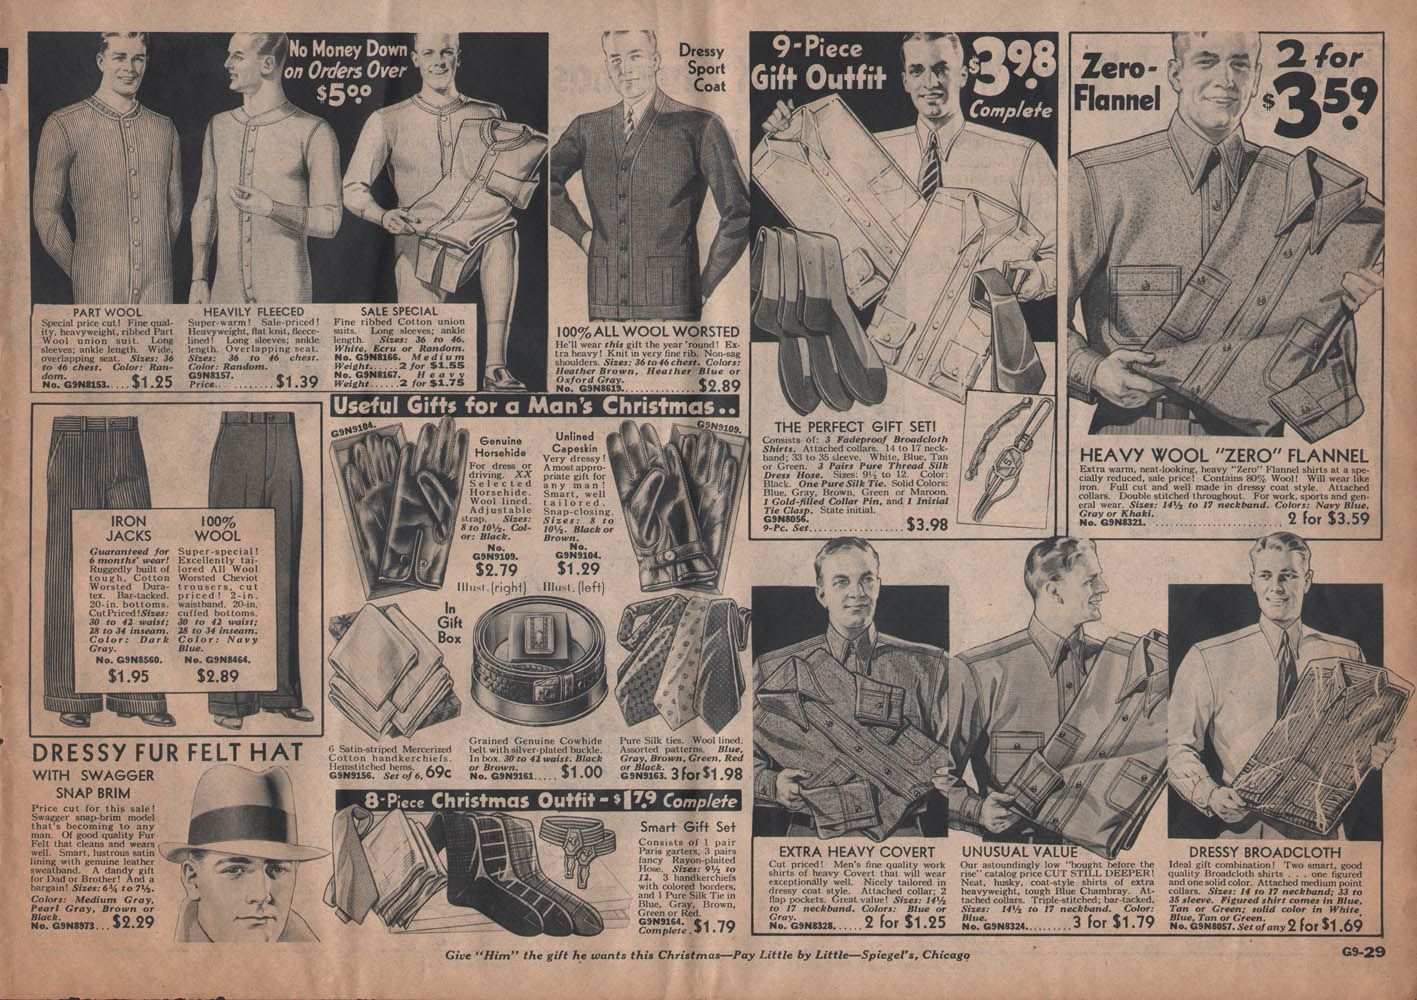 No Money Down
on Orders Over
$5.00
PART WOOL
Special price cut! Fine qual-
ity, heavyweight, ribbed Part
Wool union suit. Long
sleeves; ankle length. Wide,
overlapping seat. Sizes: 36
to 46 chest. Color: Ran-
dom.
No. G9N8153.... $1.25
HEAVILY FLEECED
Super-warm! Sale-priced!
Heavyweight, flat knit, fleece-
lined! Long sleeves; ankle
length. Overlapping seat.
Sizes: 36 to 46 chest.
Color: Random.
G9N8157.
Price.......... $1.39
SALE SPECIAL
Fine ribbed Cotton union
suits. Long sleeves; ankle
length. Sizes: 36 to 46.
White, Ecru or Random.
No. G9N8166. Medium
Weight.....2 for $1.55
No. G9N8167. Heavy
Weight.....2 for $1.75
Dressy
Sport
Coat
100% ALL WOOL WORSTED
He'll wear this gift the year 'round! Ex-
tra heavy! Knit in very fine rib. Non-sag
shoulders. Sizes: 36 to 46 chest. Colors:
Heather Brown, Heather Blue or
Oxford Gray.
No. G9N8619............ $2.89
9-Piece
Gift Outfit
$3.98
Complete
THE PERFECT GIFT SET!
Consists of: 3 Fadeproof Broadcloth
Shirts. Attached collars. 14 to 17 neck-
band; 33 to 35 sleeve. White, Blue, Tan
or Green. 3 Pairs Pure Thread Silk
Dress Hose. Sizes: 9½ to 12. Color:
Black. One Pure Silk Tie. Solid Colors:
Blue, Gray, Brown, Green or Maroon.
1 Gold-filled Collar Pin, and 1 Initial
Tie Clasp. State initial.
G9N8056.
9-Pc. Set................ $3.98
Zero-
Flannel
2 for
$3.59
HEAVY WOOL "ZERO" FLANNEL
Extra warm, neat-looking, heavy "Zero" Flannel shirts at a spe-
cially reduced, sale price! Contains 80% Wool! Will wear like
iron. Full cut and well made in dressy coat style. Attached
collars. Double stitched throughout. For work, sports and gen-
eral wear. Sizes: 14½ to 17 neckband. Colors: Navy Blue,
Gray or Khaki.
No. G9N8321. 2 for $3.59
IRON
JACKS
Guaranteed for
6 months' wear!
Ruggedly built of
tough, Cotton
Worsted Dura-
tex. Bar-tacked.
20-in. bottoms.
Cut Priced! Sizes:
30 to 42 waist;
28 to 34 inseam.
Color: Dark
Gray.
No. G9N8560.
$1.95
100%
WOOL
Super-special!
Excellently tai-
lored All Wool
Worsted Cheviot
trousers, cut
priced! 2-in.
waistband. 20-in.
cuffed bottoms.
30 to 42 waist;
28 to 34 inseam.
Color: Navy
Blue.
No. G9N8464.
$2.89
Useful Gifts for a Man's Christmas..
G9N9104.
G9N9109.
Genuine
Horsehide
For dress or
driving. XX
Selected
Horsehide.
Wool lined.
Adjustable
strap. Sizes:
8 to 10½. Col-
or: Black.
No.
G9N9109.
$2.79
Illust. (right)
Unlined
Capeskin
Very dressy!
A most appro-
priate gift for
any man!
Smart, well
tailored.
Snap-closing.
Sizes: 8 to
10½. Black or
Brown.
No.
G9N9104.
$1.29
Illust. (left)
In
Gift
Box
6 Satin-striped Mercerized
Cotton handkerchiefs.
Hemstitched hems.
G9N9156. Set of 6, 69c
Grained Genuine Cowhide
belt with silver-plated buckle.
In box. 30 to 42 waist. Black
or Brown.
No. G9N9161..... $1.00
Pure Silk ties. Wool lined.
Assorted patterns. Blue,
Gray, Brown, Green, Red
or Black.
G9N9163. 3 for $1.98
DRESSY FUR FELT HAT
WITH SWAGGER
SNAP BRIM
Price cut for this sale!
Swagger snap-brim model
that's becoming to any
man. Of good quality Fur
Felt that cleans and wears
well. Smart, lustrous satin
lining with genuine leather
sweatband. A dandy gift
for Dad or Brother! And a
bargain! Sizes: 6¾ to 7½.
Colors: Medium Gray,
Pearl Gray, Brown or
Black.
No. G9N8973... $2.29
8-Piece Christmas Outfit - $1.79 Complete
Smart Gift Set
Consists of 1 pair
Paris garters, 3 pairs
fancy Rayon-plaited
Hose. Sizes: 9½ to
12. 3 handkerchiefs
with colored borders,
and 1 Pure Silk Tie in
Blue, Gray, Brown,
Green or Red.
G9N9164.
Complete. $1.79
EXTRA HEAVY COVERT
Cut priced! Men's fine quality work
shirts of heavy Covert that will wear
exceptionally well. Nicely tailored in
dressy coat style. Attached collar; 2
flap pockets. Great value! Sizes: 14½
to 17 neckband. Colors: Blue or
Gray.
No. G9N8328...... 2 for $1.25
UNUSUAL VALUE
Our astoundingly low "bought before the
rise" catalog price CUT STILL DEEPER!
Neat, husky, coat-style shirts of extra
heavyweight, tough Blue Chambray. At-
tached collars. Triple-stitched; bar-tacked.
Sizes: 14½ to 17 neckband. Color:
Blue.
No. G9N8324.......... 3 for $1.79
DRESSY BROADCLOTH
Ideal gift combination! Two smart, good
quality Broadcloth shirts . . . one figured
and one solid color. Attached medium point
collars. Sizes: 14 to 17 neckband; 33 to
35 sleeve. Figured shirt comes in Blue,
Tan or Green; solid color in White,
Blue, Tan or Green.
No. G9N8057. Set of any 2 for $1.69
Give "Him" the gift he wants this Christmas—Pay Little by Little—Spiegel's, Chicago
G9-29